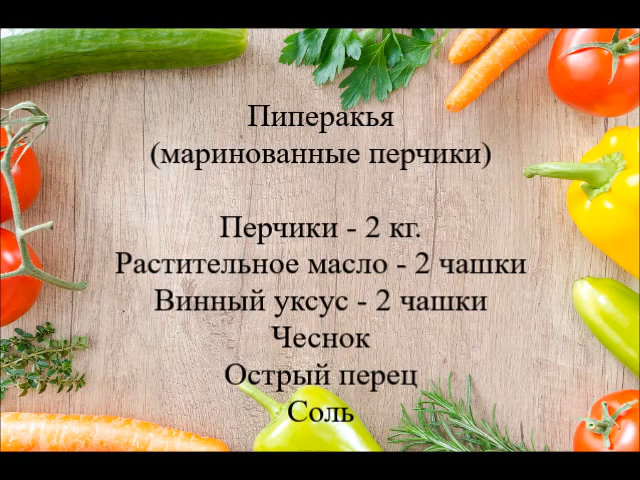 Пиперакья
(маринованные перчики)
Перчики - 2 кг.
Растительное масло - 2 чашки
Винный уксус - 2 чашки
Чеснок
Острый перец
Соль